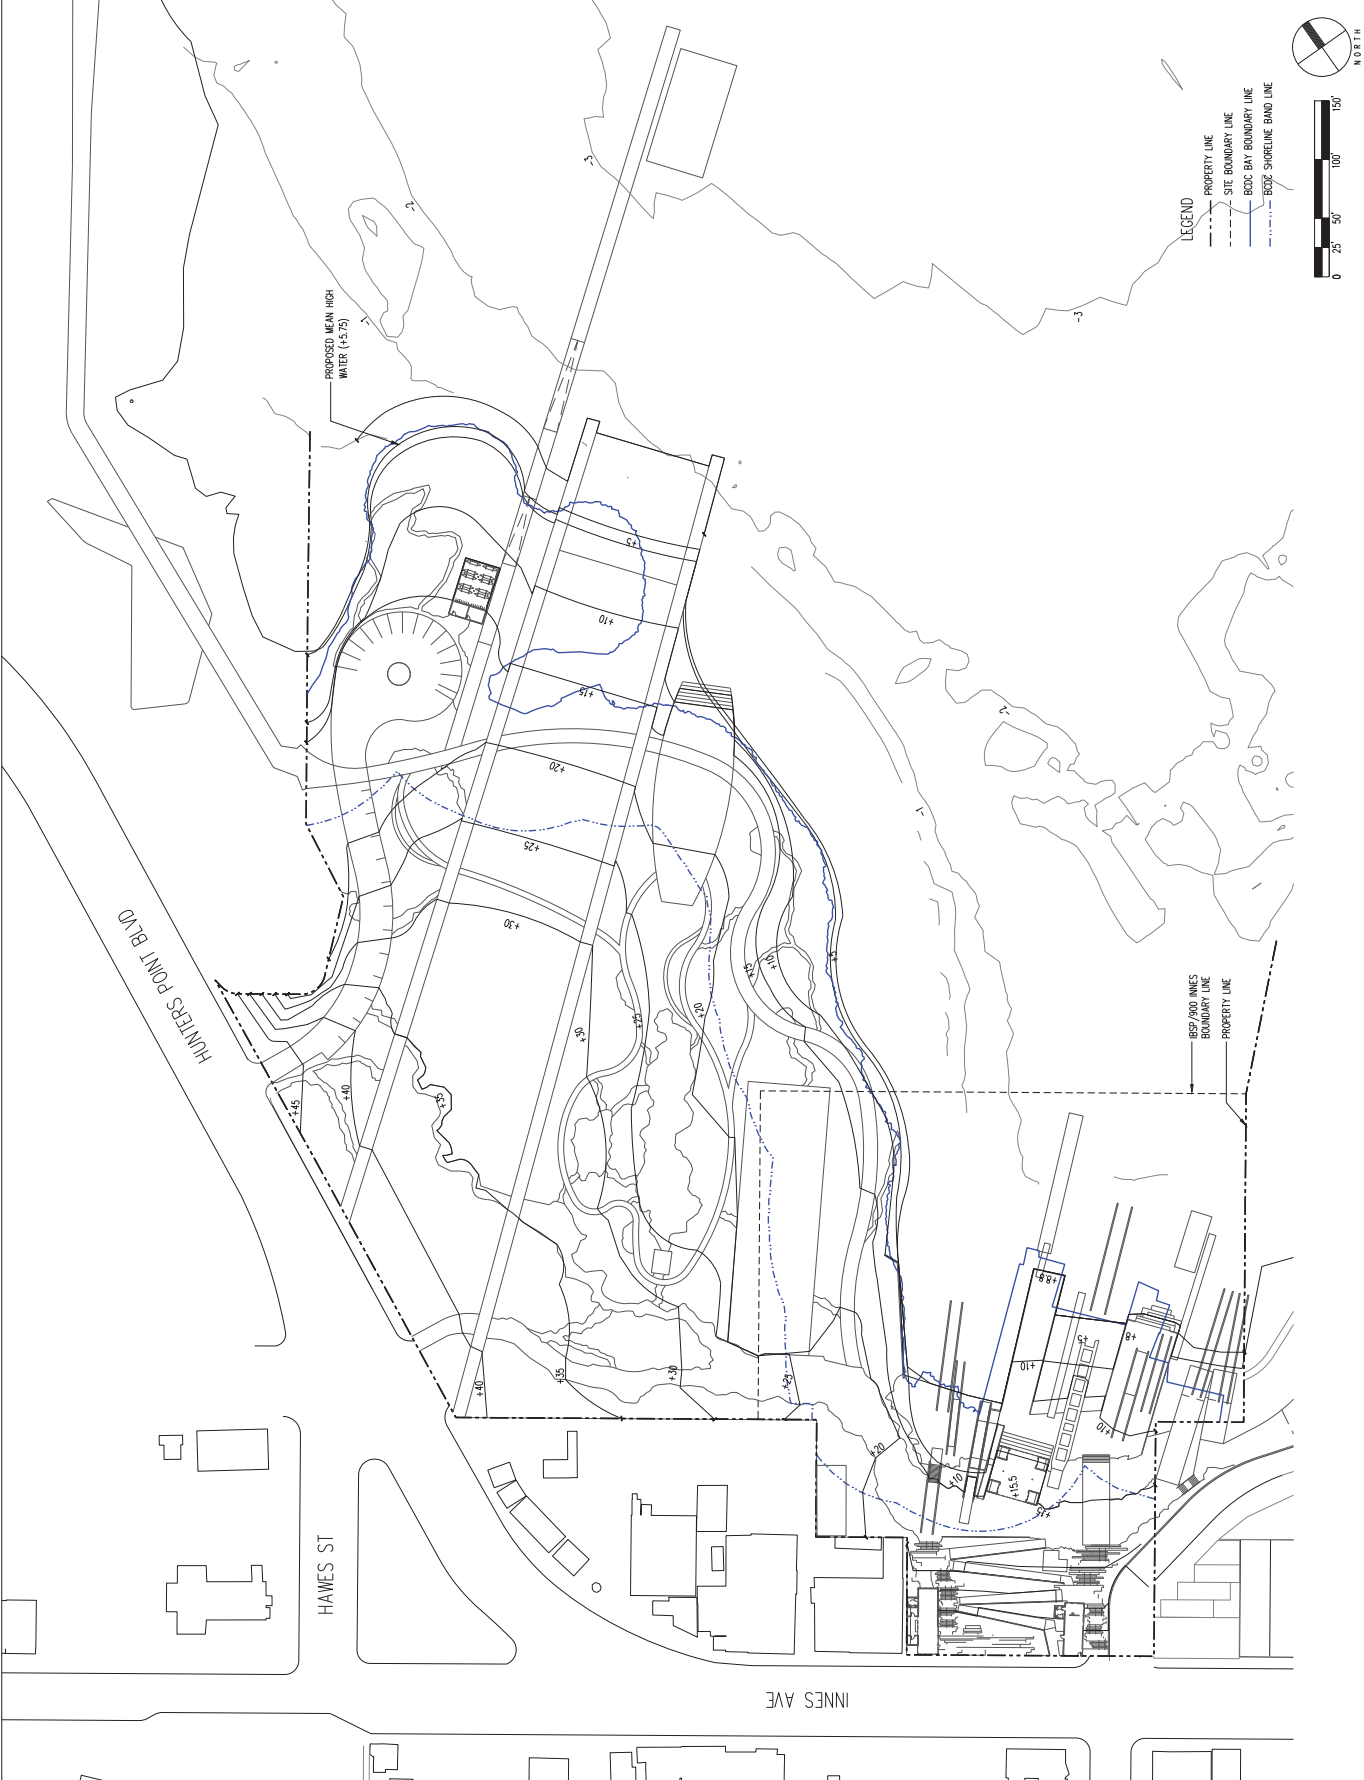 NORTH
LEGEND
PROPERTY LINE
SITE BOUNDARY LINE
BCDC BAY BOUNDARY LINE
BCDC SHORELINE BAND LINE
0 25' 50' 100' 150'
-3
-2
-1
PROPOSED MEAN HIGH
WATER (+5.75)
+5
+10
+15
+20
+25
+30
-3
-2
-1
HUNTERS POINT BLVD
+45
+40
+35
+30
+25
+20
+15
+10
+5
IBSP/900 INNES
BOUNDARY LINE
PROPERTY LINE
+40
+35
+30
+25
+20
+10
+15.5
+15
+8.8
+10
+5
+8
+10
HAWES ST
INNES AVE